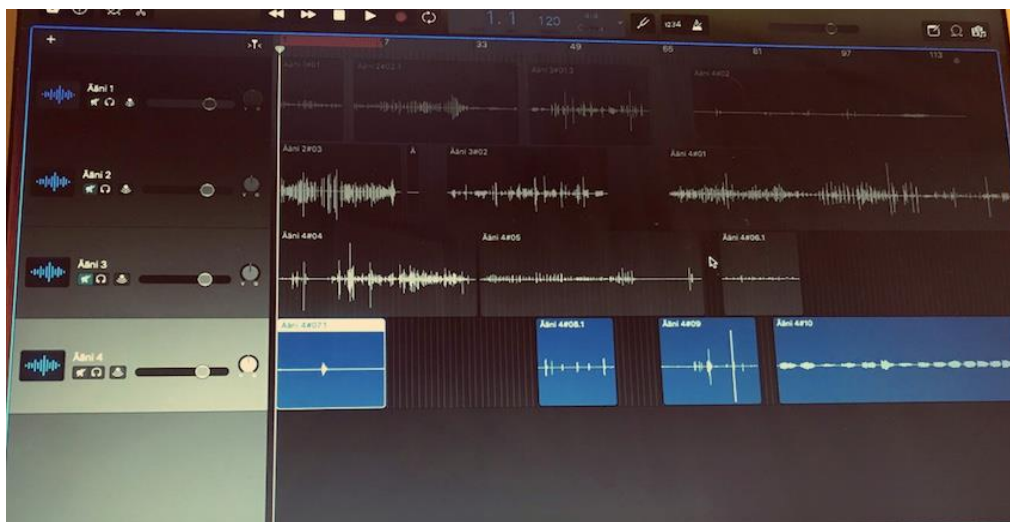 1. 1 120
1234
7 33 49 65 81 97 113
Ääni 1
Ääni 4#02
Ääni 2
Ääni 2#03 Ä Ääni 3#02 Ääni 4#01
Ääni 3
Ääni 4#04 Ääni 4#05 Ääni 4#06.1
Ääni 4
Ääni 4#07.1 Ääni 4#08.1 Ääni 4#09 Ääni 4#10